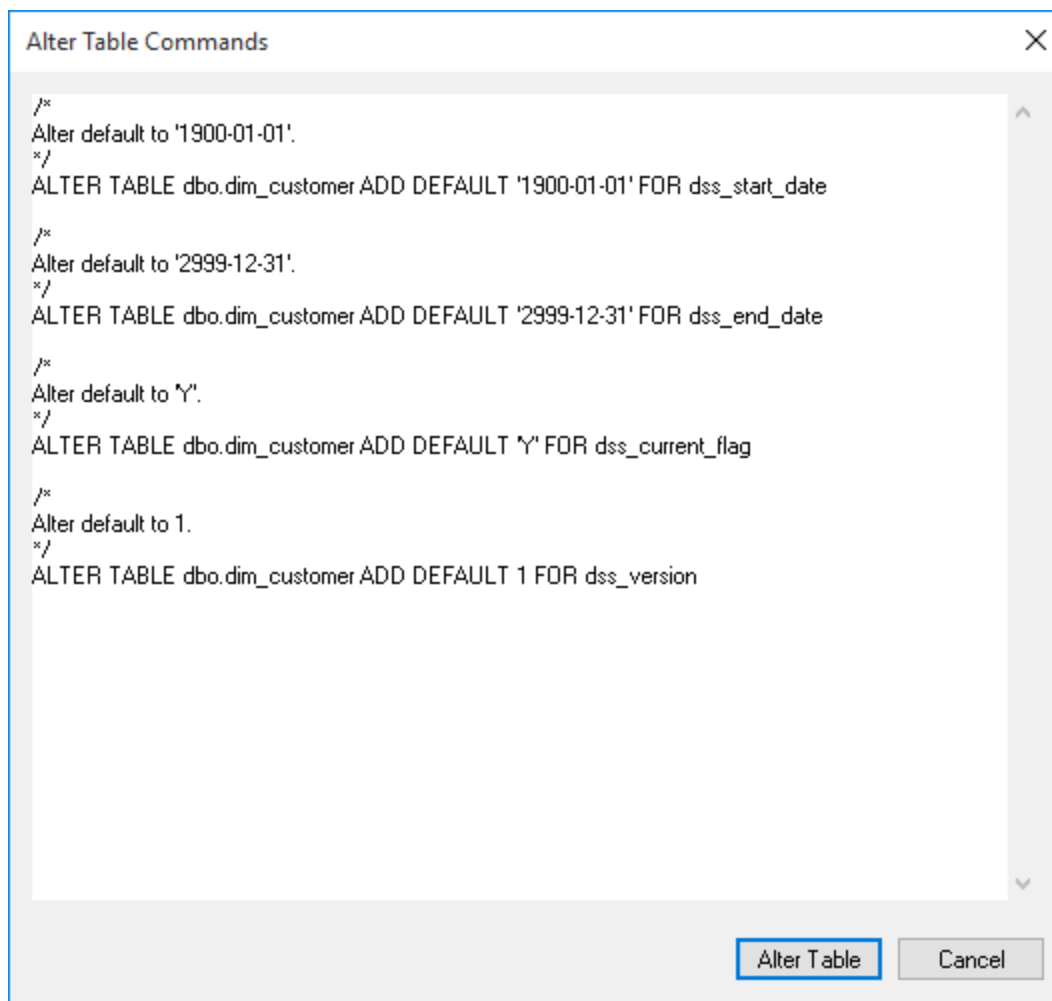 Alter Table Commands
/*
Alter default to '1900-01-01'.
*/
ALTER TABLE dbo.dim_customer ADD DEFAULT '1900-01-01' FOR dss_start_date
/*
Alter default to '2999-12-31'.
*/
ALTER TABLE dbo.dim_customer ADD DEFAULT '2999-12-31' FOR dss_end_date
/*
Alter default to 'Y'.
*/
ALTER TABLE dbo.dim_customer ADD DEFAULT 'Y' FOR dss_current_flag
/*
Alter default to 1.
*/
ALTER TABLE dbo.dim_customer ADD DEFAULT 1 FOR dss_version
Alter Table Cancel